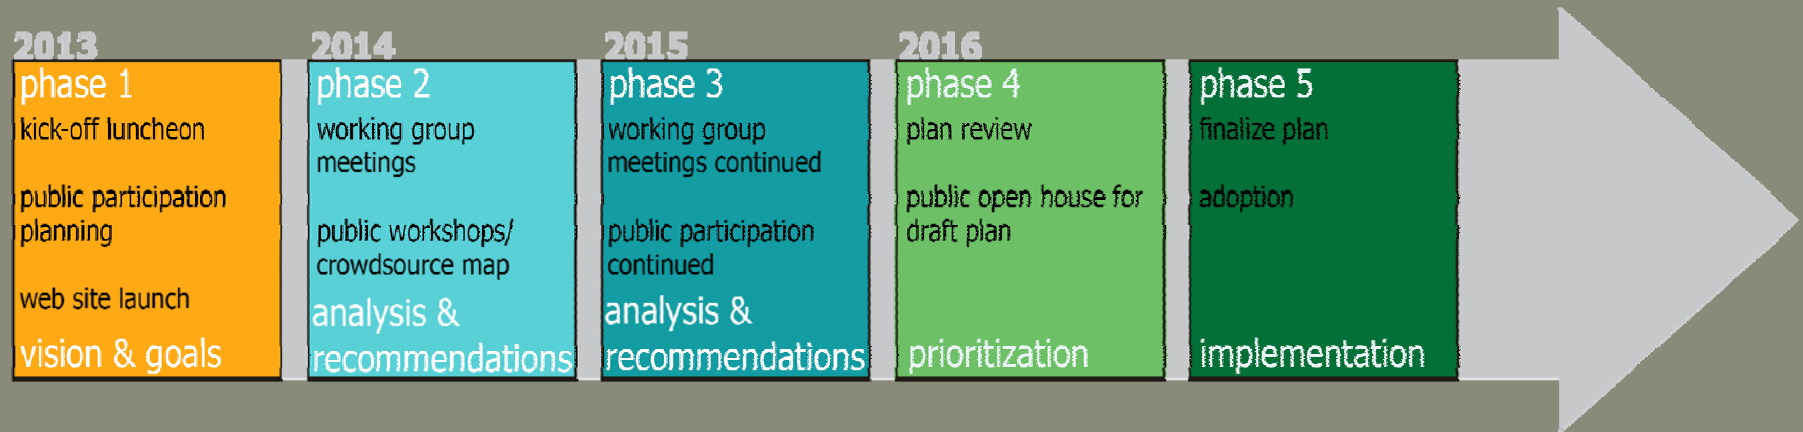 2013
phase 1
kick-off luncheon
public participation
planning
web site launch
vision & goals
2014
phase 2
working group
meetings
public workshops/
crowdsource map
analysis &
recommendations
2015
phase 3
working group
meetings continued
public participation
continued
analysis &
recommendations
2016
phase 4
plan review
public open house for
draft plan
prioritization
phase 5
finalize plan
adoption
implementation